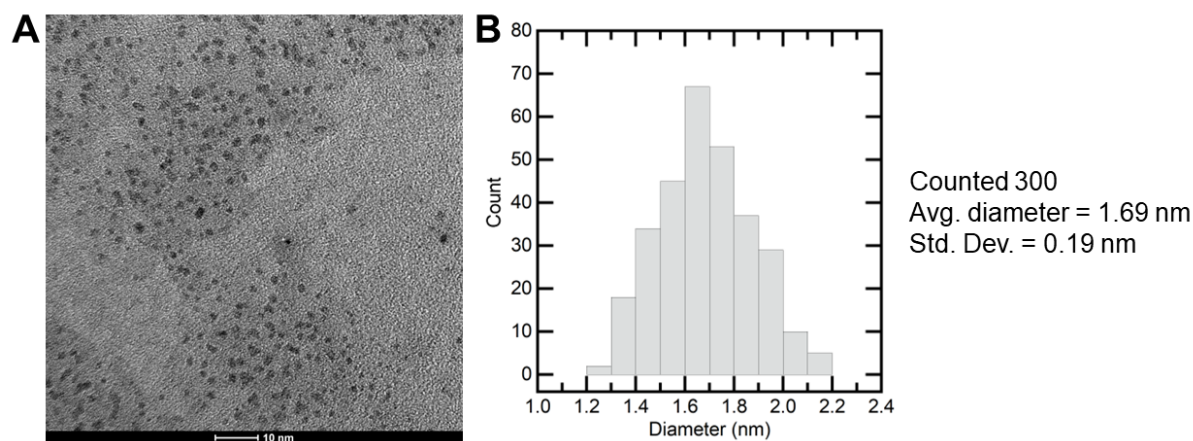 A
10 nm
B
80
70
60
50
40
30
20
10
0
Count
1.0 1.2 1.4 1.6 1.8 2.0 2.2 2.4
Diameter (nm)
Counted 300
Avg. diameter = 1.69 nm
Std. Dev. = 0.19 nm